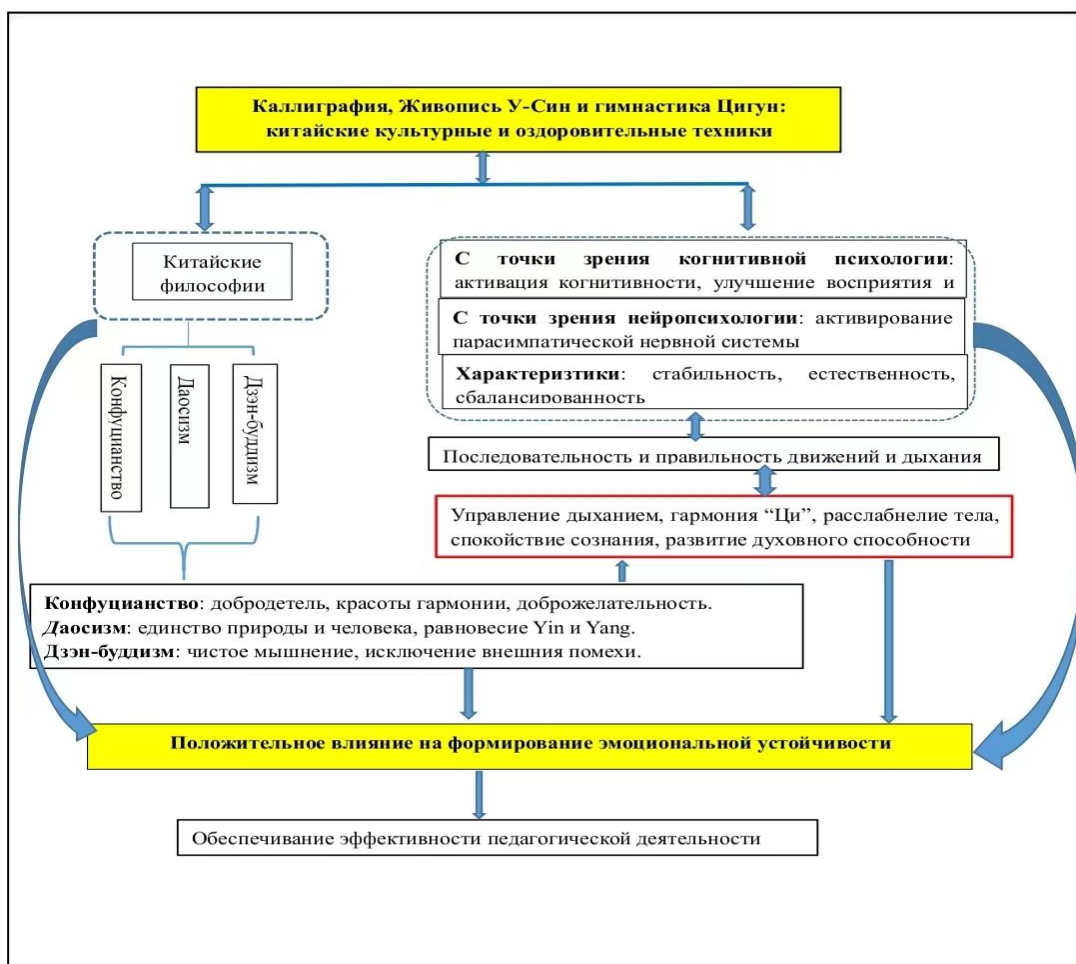 Каллиграфия, Живопись У-Син и гимнастика Цигун:
китайские культурные и оздоровительные техники
Китайские
философии
Конфуцианство
Даосизм
Дзэн-буддизм
С точки зрения когнитивной психологии:
активация когнитивности, улучшение восприятия и
С точки зрения нейропсихологии: активирование
парасимпатической нервной системы
Характеризтики: стабильность, естественность,
сбалансированность
Последовательность и правильность движений и дыхания
Управление дыханием, гармония “Ци”, расслабнелие тела,
спокойствие сознания, развитие духовного способности
Конфуцианство: добродетель, красоты гармонии, доброжелательность.
Даосизм: единство природы и человека, равновесие Yin и Yang.
Дзэн-буддизм: чистое мышнение, исключение внешния помехи.
Положительное влияние на формирование эмоциональной устойчивости
Обеспечивание эффективности педагогической деятельности